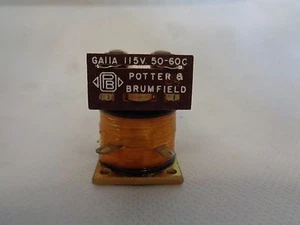 GA11A 115V 50-60C
PB POTTER &
BRUMFIELD